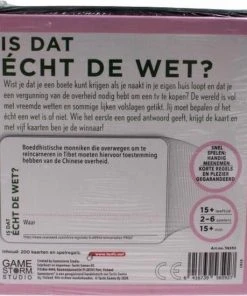 IS DAT
ÉCHT DE WET?
Wist je dat je een boete kunt krijgen als je naakt in je eigen huis loopt en dat je een
vergunning van de overheid nodig hebt om een tv te kopen? De wereld is
vol met vreemde wetten en sommige lijken volslagen onzin. Jij moet bepalen
of het echt een wet is, of niet. Bij het eerste een goed antwoord geeft, krijgt de kaart
en met vijf kaarten ben je de winnaar!
IS DAT
ÉCHT DE WET?
Boeddhistische monniken die overwegen om te
reïncarneren in Tibet moeten hiervoor toestemming
hebben van de Chinese overheid.
Waar
SNEL
SPELEN:
HANDIG
MEENEMEN
KORTE REGELS
EN PLEZIER
GEGARANDEERD
15+
leeftijd
2-6
spelers
15+
Inhoud: 200 kaarten en spelregels.
GAME
STORM
STUDIO